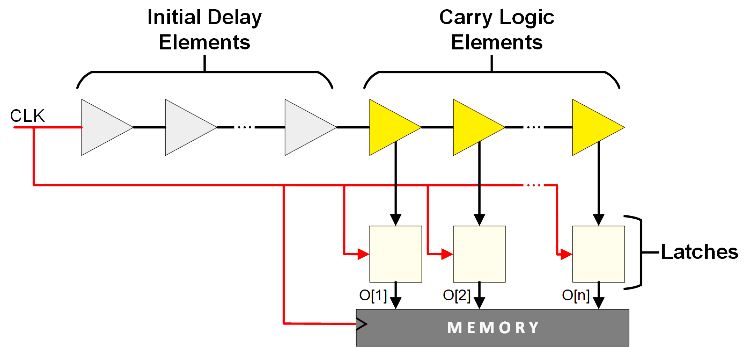 Initial Delay
Elements
Carry Logic
Elements
CLK
Latches
O[1]
O[2]
O[n]
MEMORY